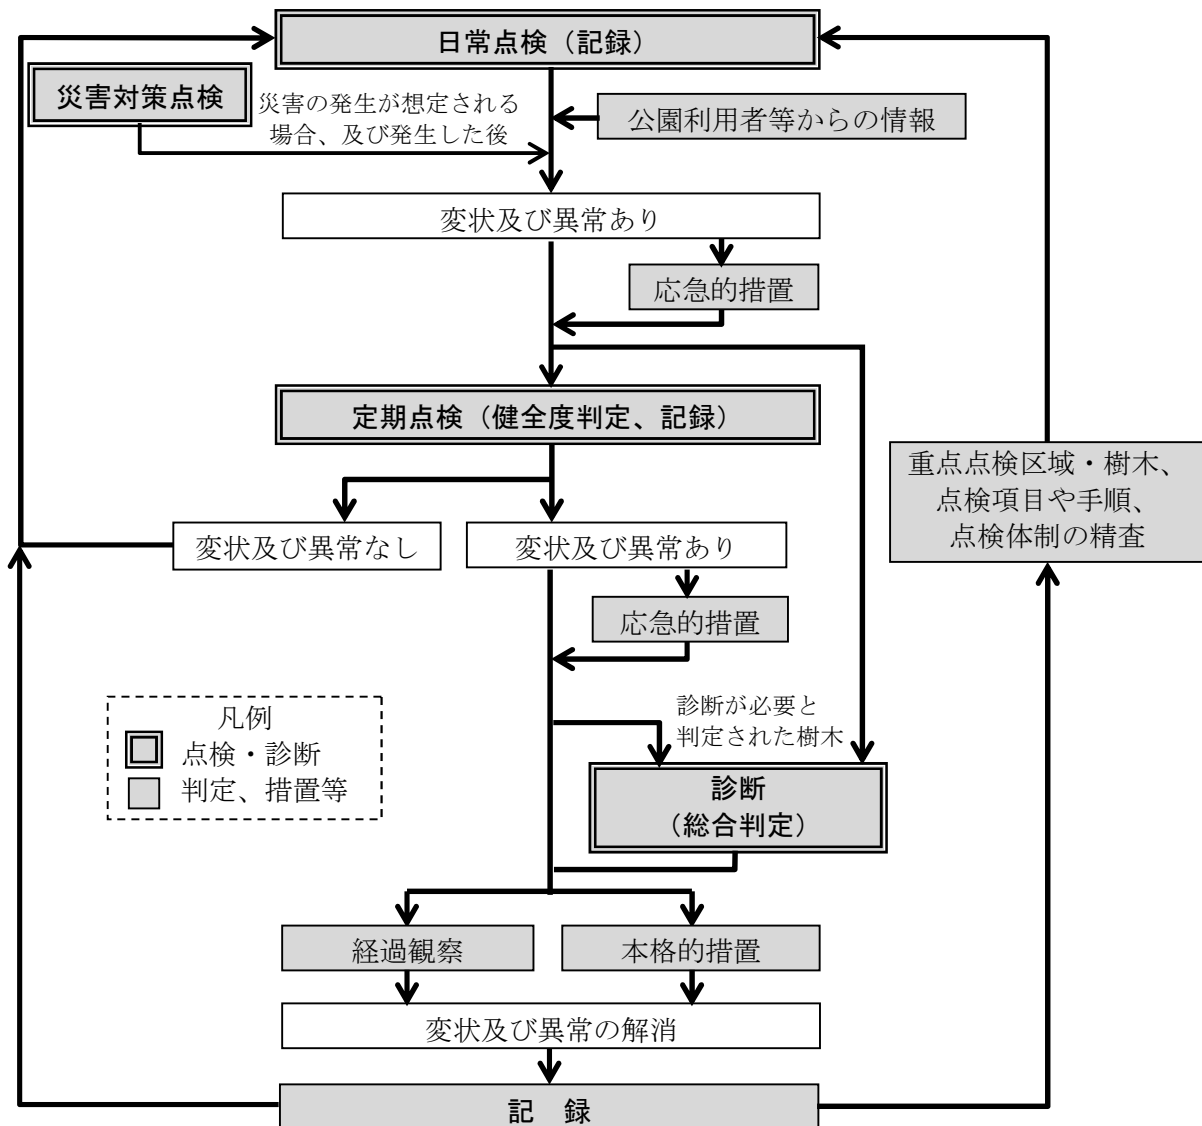 日常点検（記録）
災害対策点検
災害の発生が想定される
場合、及び発生した後
公園利用者等からの情報
変状及び異常あり
応急的措置
定期点検（健全度判定、記録）
重点点検区域・樹木、
点検項目や手順、
点検体制の精査
変状及び異常なし
変状及び異常あり
応急的措置
診断が必要と
判定された樹木
凡例
点検・診断
判定、措置等
診断
（総合判定）
経過観察
本格的措置
変状及び異常の解消
記　録